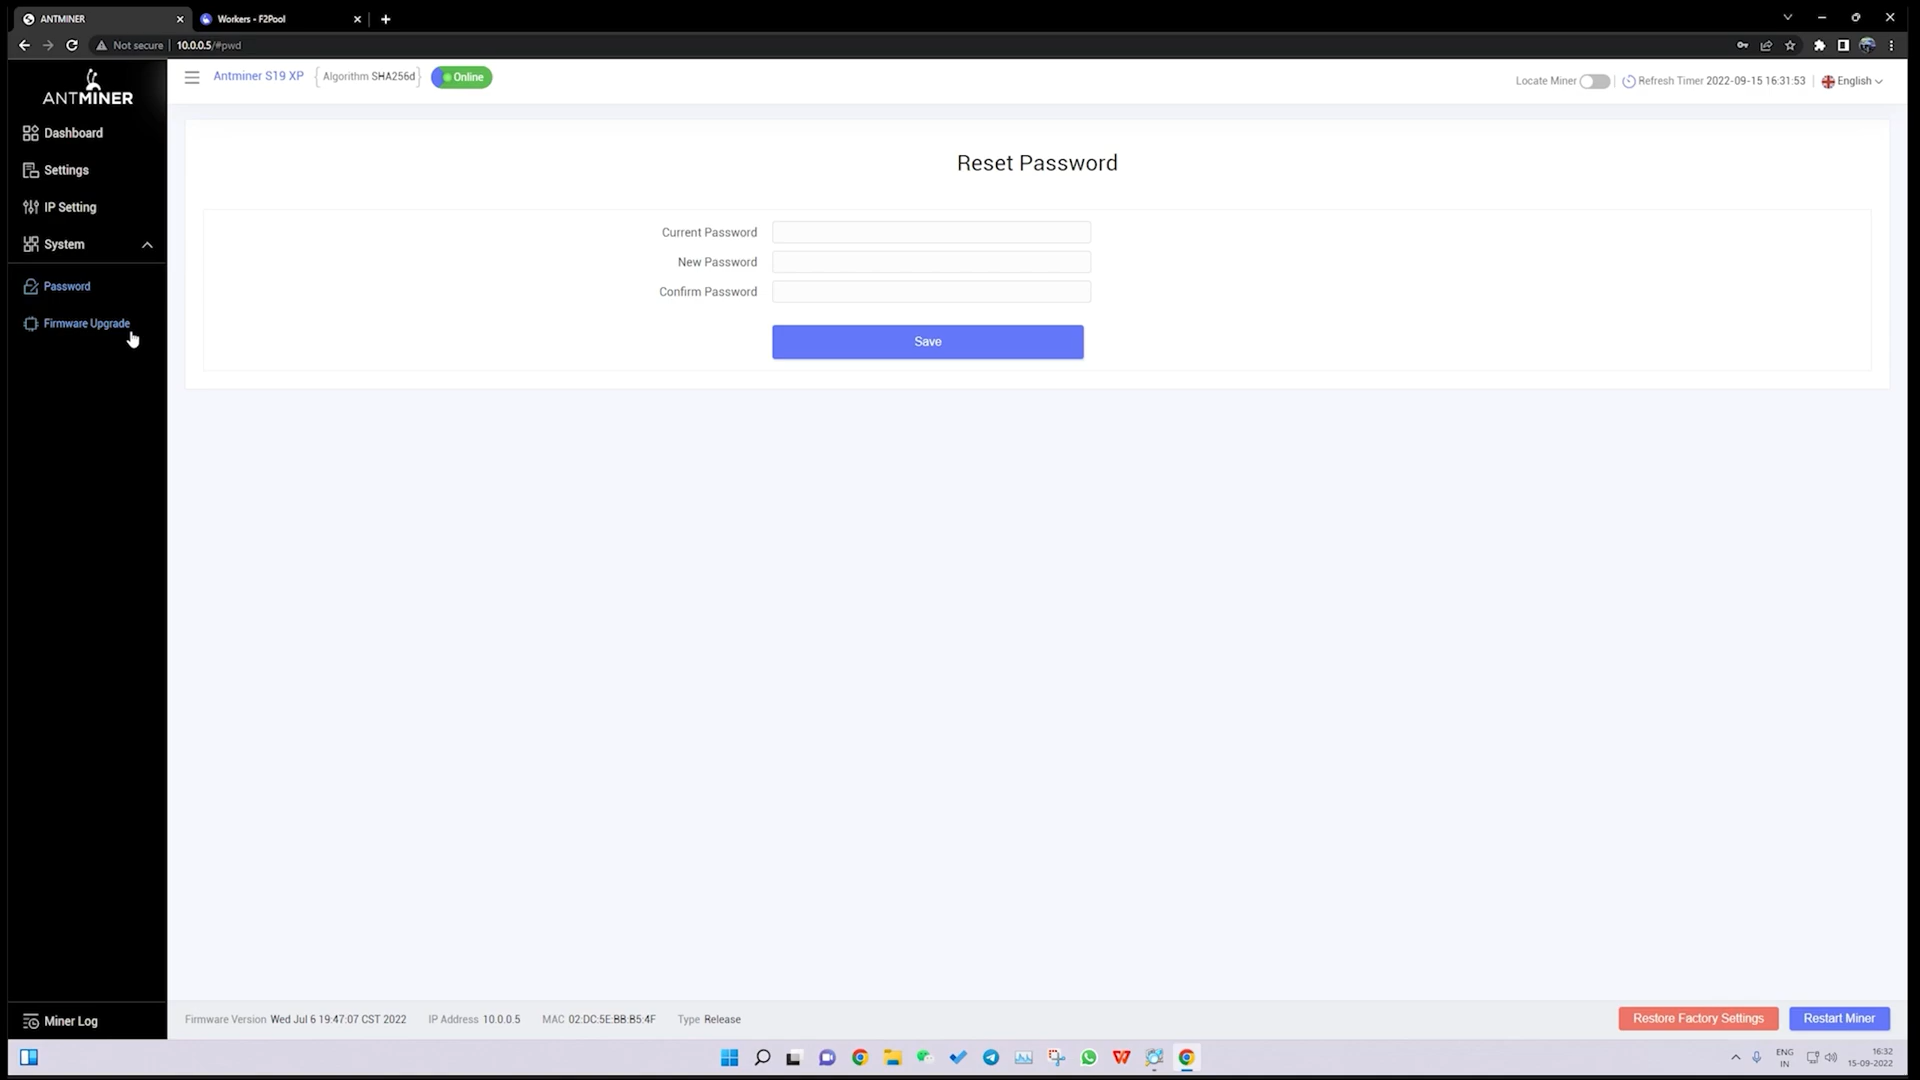 ANTMINER
Workers - F2Pool
Not secure
10.0.0.5/#pwd
ANTMINER
Antminer S19 XP
Algorithm SHA256d
Online
Locate Miner
Refresh Timer 2022-09-15 16:31:53
English
Dashboard
Settings
IP Setting
System
Password
Firmware Upgrade
Reset Password
Current Password
New Password
Confirm Password
Save
Miner Log
Firmware Version Wed Jul 6 19:47:07 CST 2022
IP Address 10.0.0.5
MAC 02:DC:5E:BB:B5:4F
Type Release
Restore Factory Settings
Restart Miner
ENG
IN
16:32
15-09-2022